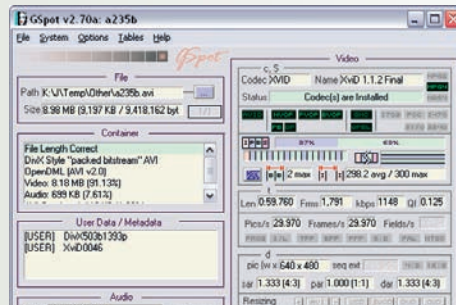 GSpot v2.70a: a235b
File System Options Tables Help
GSpot
File
Path K:\J\Temp\Other\a235b.avi ...
Size 8.98 MB (9,197 KB / 9,418,162 byt 1/1
Container
File Length Correct
DivX Style "packed bitstream" AVI
OpenDML (AVI v2.0)
Video: 8.18 MB (91.13%)
Audio: 699 KB (7.61%)
User Data / Metadata
[USER] DivX503b1393p
[USER] XviD0046
Audio
Video
c, S
Codec XVID Name XviD 1.1.2 Final
Status Codec(s) are Installed
2 max 298.2 avg / 300 max
t
Len 0:59.760 Frms 1,791 kbps 1148 Qf 0.125
Pics/s 29.970 Frames/s 29.970 Fields/s
d
pic (w x 640 x 480 seq ext
sar 1.333 (4:3) par 1.000 (1:1) dar 1.333 (4:3)
Resizing